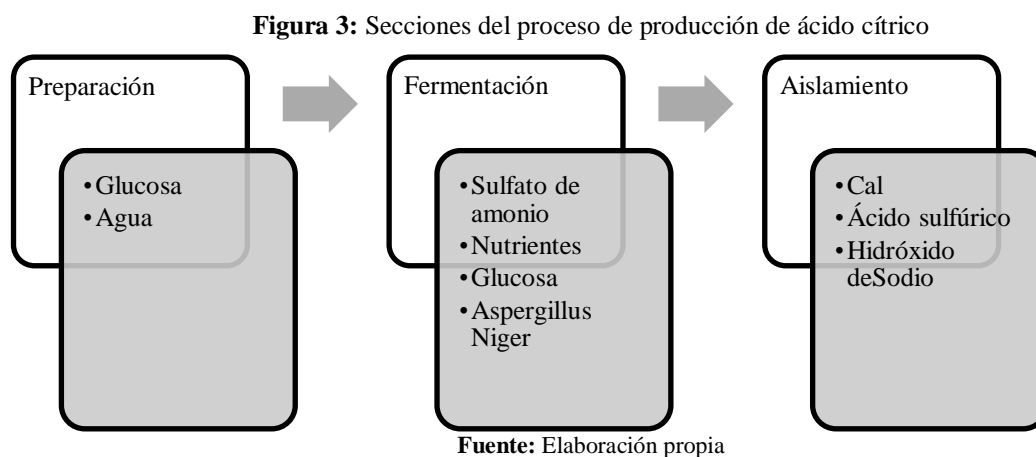 Figura 3: Secciones del proceso de producción de ácido cítrico
Preparación
•Glucosa
•Agua
Fermentación
•Sulfato de
amonio
•Nutrientes
•Glucosa
•Aspergillus
Niger
Aislamiento
•Cal
•Ácido sulfúrico
•Hidróxido
deSodio
Fuente: Elaboración propia